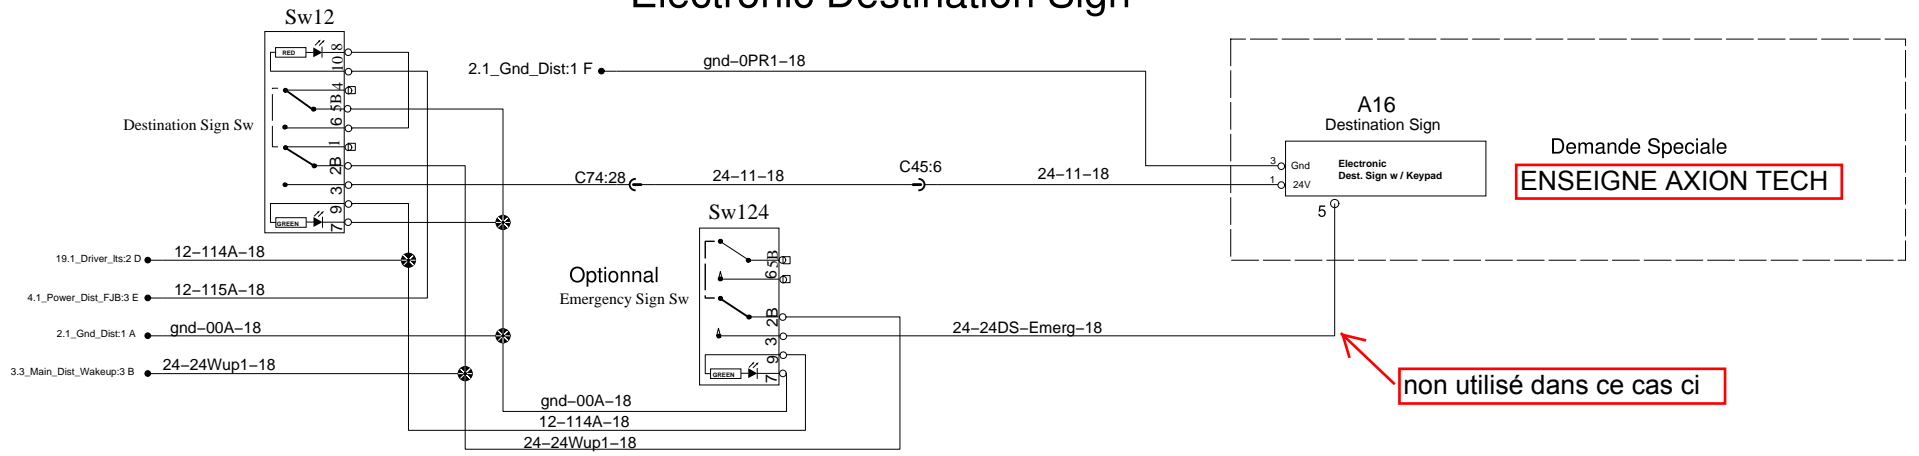 Electronic Destination Sign
Sw12
RED
8
10
4
5B
6
1
2B
3
9
7
GREEN
Destination Sign Sw
2.1_Gnd_Dist:1 F
gnd–0PR1–18
C74:28
24–11–18
C45:6
24–11–18
A16
Destination Sign
3
Gnd
1
24V
Electronic
Dest. Sign w / Keypad
5
Demande Speciale
ENSEIGNE AXION TECH
19.1_Driver_lts:2 D
12–114A–18
4.1_Power_Dist_FJB:3 E
12–115A–18
2.1_Gnd_Dist:1 A
gnd–00A–18
3.3_Main_Dist_Wakeup:3 B
24–24Wup1–18
Sw124
Optionnal
Emergency Sign Sw
5B
6
2B
3
9
7
GREEN
24–24DS–Emerg–18
non utilisé dans ce cas ci
gnd–00A–18
12–114A–18
24–24Wup1–18